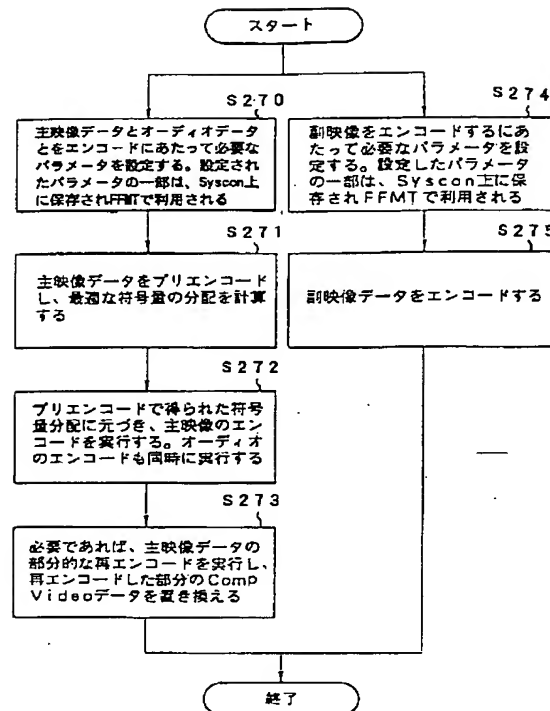 スタート
S270
主映像データとオーディオデータ
とをエンコードにあたって必要な
パラメータを設定する。設定され
たパラメータの一部は、Syscon上
に保存されFFMTで利用される
S271
主映像データをプリエンコード
し、最適な符号量の分配を計算
する
S272
プリエンコードで得られた符号
量分配に元づき、主映像のエン
コードを実行する。オーディオ
のエンコードも同時に実行する
S273
必要であれば、主映像データの
部分的な再エンコードを実行し、
再エンコードした部分のComp
Videoデータを置き換える
S274
副映像をエンコードするにあ
たって必要なパラメータを設
定する。設定したパラメータ
の一部は、Syscon上に保
存されFFMTで利用される
S275
副映像データをエンコードする
終了